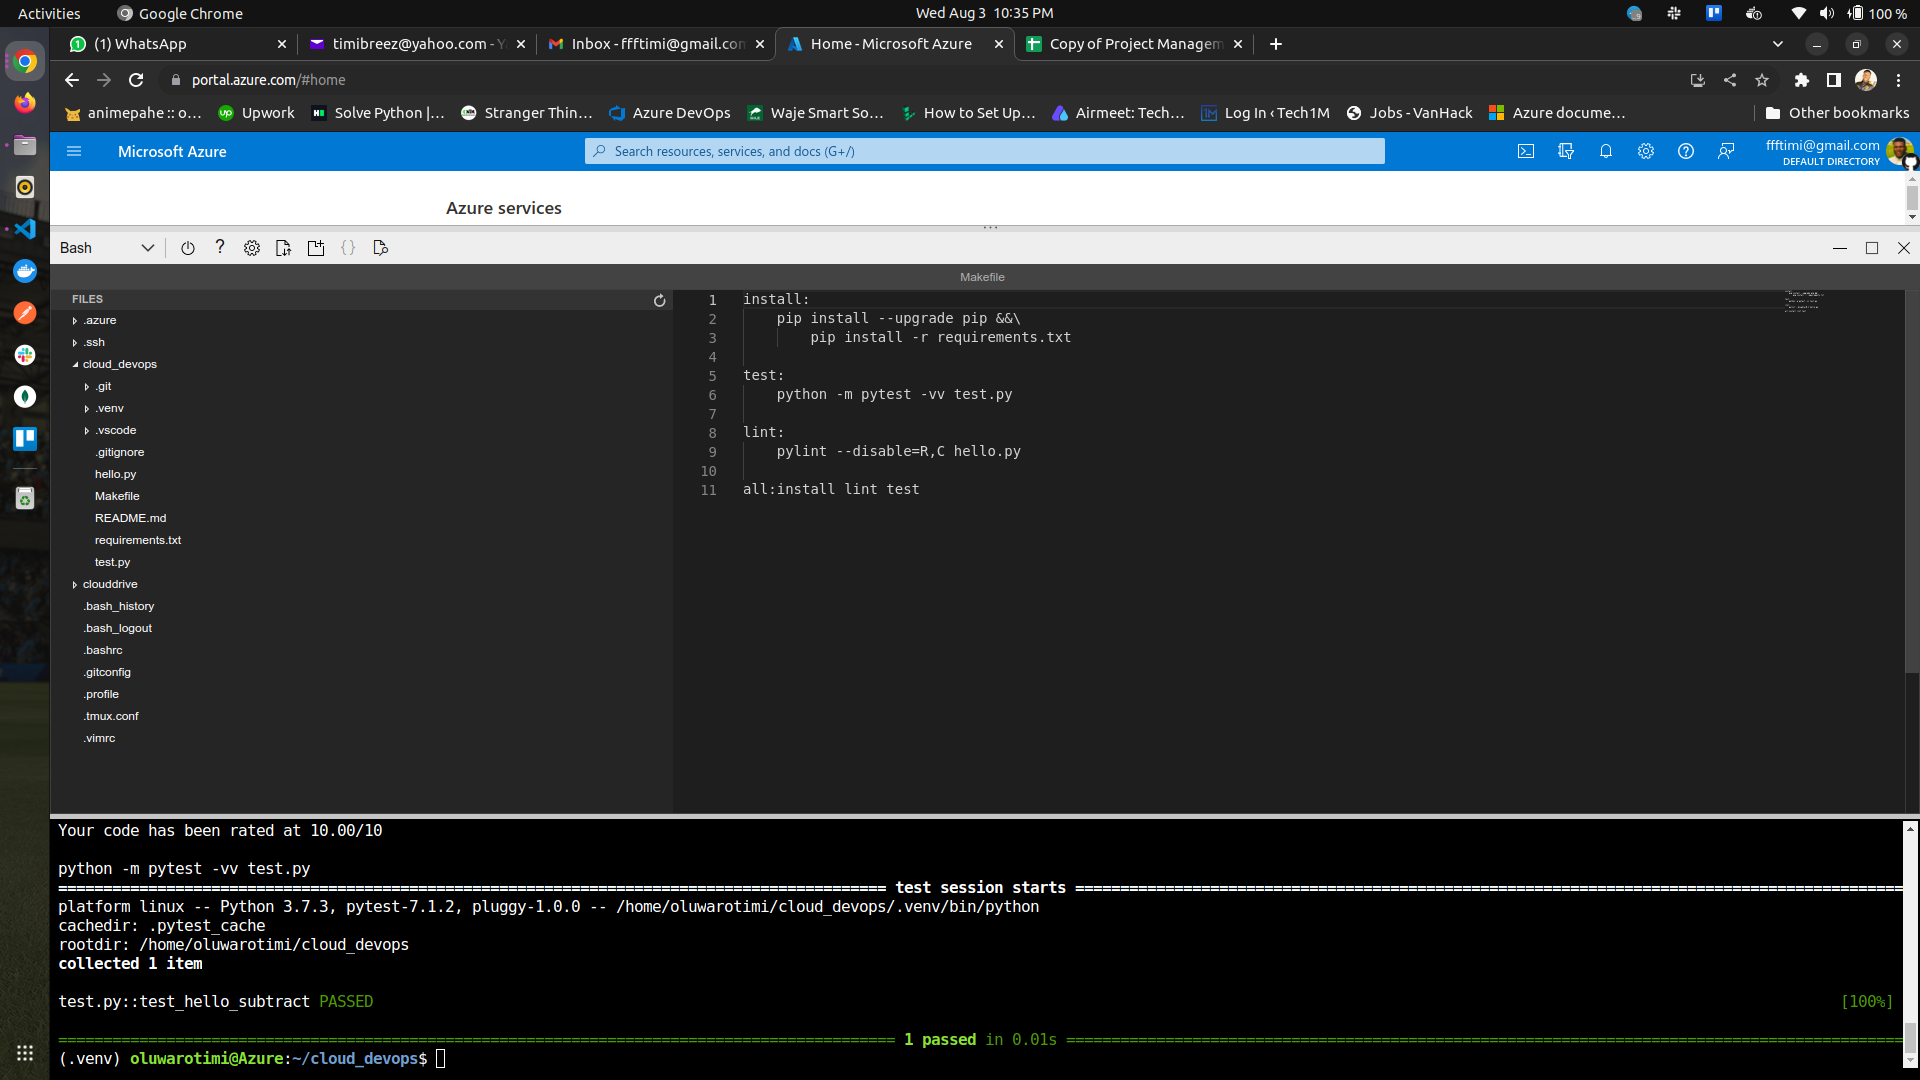 Activities
Google Chrome
Wed Aug 3 10:35 PM
100 %
(1) WhatsApp
timibreez@yahoo.com - Y
Inbox - ffftimi@gmail.com
Home - Microsoft Azure
Copy of Project Managem
portal.azure.com/#home
animepahe :: o…
Upwork
Solve Python |…
Stranger Thin…
Azure DevOps
Waje Smart So…
How to Set Up…
Airmeet: Tech…
Log In ‹ Tech1M
Jobs - VanHack
Azure docume…
Other bookmarks
Microsoft Azure
Search resources, services, and docs (G+/)
ffftimi@gmail.com
DEFAULT DIRECTORY
Azure services
Bash
Makefile
FILES
.azure
.ssh
cloud_devops
.git
.venv
.vscode
.gitignore
hello.py
Makefile
README.md
requirements.txt
test.py
clouddrive
.bash_history
.bash_logout
.bashrc
.gitconfig
.profile
.tmux.conf
.vimrc
1 install:
2 pip install --upgrade pip &&\
3 pip install -r requirements.txt
4
5 test:
6 python -m pytest -vv test.py
7
8 lint:
9 pylint --disable=R,C hello.py
10
11 all:install lint test
Your code has been rated at 10.00/10
python -m pytest -vv test.py
test session starts
platform linux -- Python 3.7.3, pytest-7.1.2, pluggy-1.0.0 -- /home/oluwarotimi/cloud_devops/.venv/bin/python
cachedir: .pytest_cache
rootdir: /home/oluwarotimi/cloud_devops
collected 1 item
test.py::test_hello_subtract PASSED [100%]
1 passed in 0.01s
(.venv) oluwarotimi@Azure:~/cloud_devops$